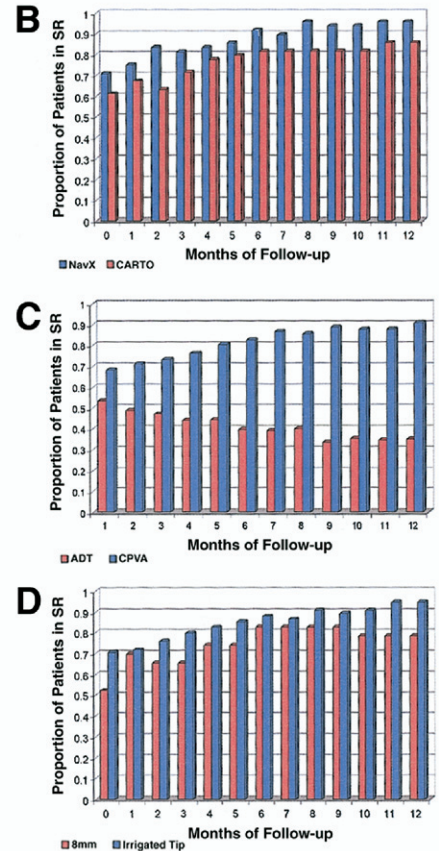 B
Proportion of Patients in SR
1
0.9
0.8
0.7
0.6
0.5
0.4
0.3
0.2
0.1
0
0 1 2 3 4 5 6 7 8 9 10 11 12
Months of Follow-up
NavX CARTO
C
Proportion of Patients in SR
1
0.9
0.8
0.7
0.6
0.5
0.4
0.3
0.2
0.1
0
1 2 3 4 5 6 7 8 9 10 11 12
Months of Follow-up
ADT CPVA
D
Proportion of Patients in SR
1
0.9
0.8
0.7
0.6
0.5
0.4
0.3
0.2
0.1
0
0 1 2 3 4 5 6 7 8 9 10 11 12
Months of Follow-up
8mm Irrigated Tip